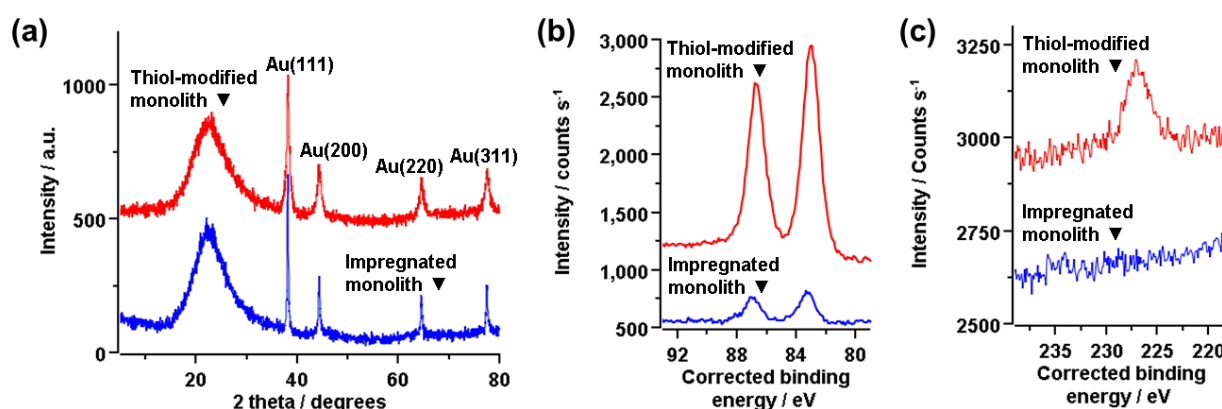 (a)
Intensity / a.u.
1000
500
0
Thiol-modified
monolith ▼
Au(111)
Au(200)
Au(220)
Au(311)
Impregnated
monolith ▼
20
40
60
80
2 theta / degrees
(b)
Intensity / counts s-1
3,000
2,500
1,500
1,250
1,000
750
500
Thiol-modified
monolith ▼
Impregnated
monolith ▼
92
88
84
80
Corrected binding
energy / eV
(c)
Intensity / Counts s-1
3250
3000
2750
2500
Thiol-modified
monolith ▼
Impregnated
monolith ▼
235
230
225
220
Corrected binding
energy / eV